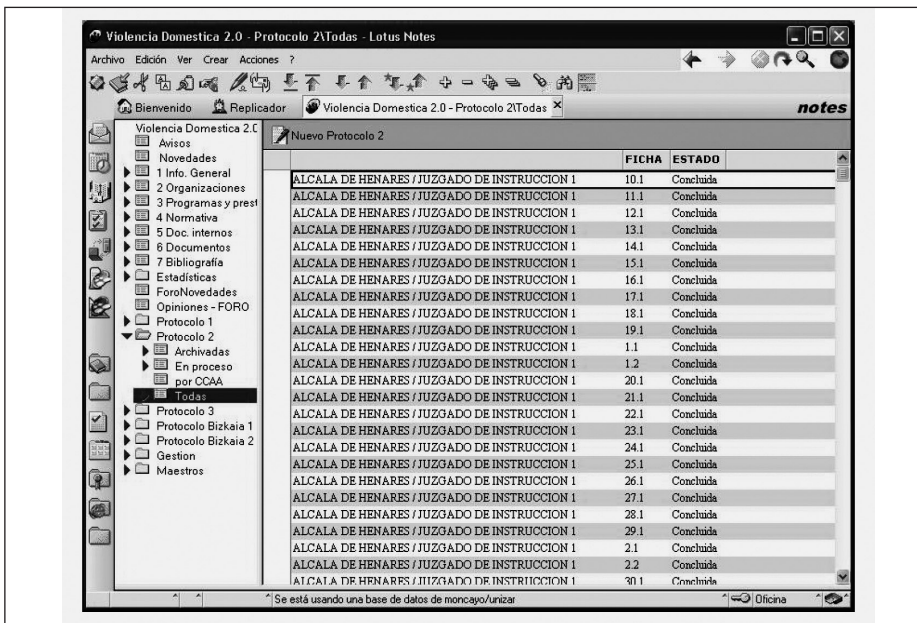 Violencia Domestica 2.0 - Protocolo 2\Todas - Lotus Notes
Archivo Edición Ver Crear Acciones ?
Bienvenido Replicador Violencia Domestica 2.0 - Protocolo 2\Todas notes
Violencia Domestica 2.0
Avisos
Novedades
1 Info. General
2 Organizaciones
3 Programas y prest
4 Normativa
5 Doc. internos
6 Documentos
7 Bibliografía
Estadísticas
ForoNovedades
Opiniones - FORO
Protocolo 1
Protocolo 2
Archivadas
En proceso
por CCAA
Todas
Protocolo 3
Protocolo Bizkaia 1
Protocolo Bizkaia 2
Gestion
Maestros
Nuevo Protocolo 2
FICHA ESTADO
ALCALA DE HENARES / JUZGADO DE INSTRUCCION 1 10.1 Concluida
ALCALA DE HENARES / JUZGADO DE INSTRUCCION 1 11.1 Concluida
ALCALA DE HENARES / JUZGADO DE INSTRUCCION 1 12.1 Concluida
ALCALA DE HENARES / JUZGADO DE INSTRUCCION 1 13.1 Concluida
ALCALA DE HENARES / JUZGADO DE INSTRUCCION 1 14.1 Concluida
ALCALA DE HENARES / JUZGADO DE INSTRUCCION 1 15.1 Concluida
ALCALA DE HENARES / JUZGADO DE INSTRUCCION 1 16.1 Concluida
ALCALA DE HENARES / JUZGADO DE INSTRUCCION 1 17.1 Concluida
ALCALA DE HENARES / JUZGADO DE INSTRUCCION 1 18.1 Concluida
ALCALA DE HENARES / JUZGADO DE INSTRUCCION 1 19.1 Concluida
ALCALA DE HENARES / JUZGADO DE INSTRUCCION 1 1.1 Concluida
ALCALA DE HENARES / JUZGADO DE INSTRUCCION 1 1.2 Concluida
ALCALA DE HENARES / JUZGADO DE INSTRUCCION 1 20.1 Concluida
ALCALA DE HENARES / JUZGADO DE INSTRUCCION 1 21.1 Concluida
ALCALA DE HENARES / JUZGADO DE INSTRUCCION 1 22.1 Concluida
ALCALA DE HENARES / JUZGADO DE INSTRUCCION 1 23.1 Concluida
ALCALA DE HENARES / JUZGADO DE INSTRUCCION 1 24.1 Concluida
ALCALA DE HENARES / JUZGADO DE INSTRUCCION 1 25.1 Concluida
ALCALA DE HENARES / JUZGADO DE INSTRUCCION 1 26.1 Concluida
ALCALA DE HENARES / JUZGADO DE INSTRUCCION 1 27.1 Concluida
ALCALA DE HENARES / JUZGADO DE INSTRUCCION 1 28.1 Concluida
ALCALA DE HENARES / JUZGADO DE INSTRUCCION 1 29.1 Concluida
ALCALA DE HENARES / JUZGADO DE INSTRUCCION 1 2.1 Concluida
ALCALA DE HENARES / JUZGADO DE INSTRUCCION 1 2.2 Concluida
ALCALA DE HENARES / JUZGADO DE INSTRUCCION 1 30.1 Concluida
Se está usando una base de datos de moncayo/unizar Oficina